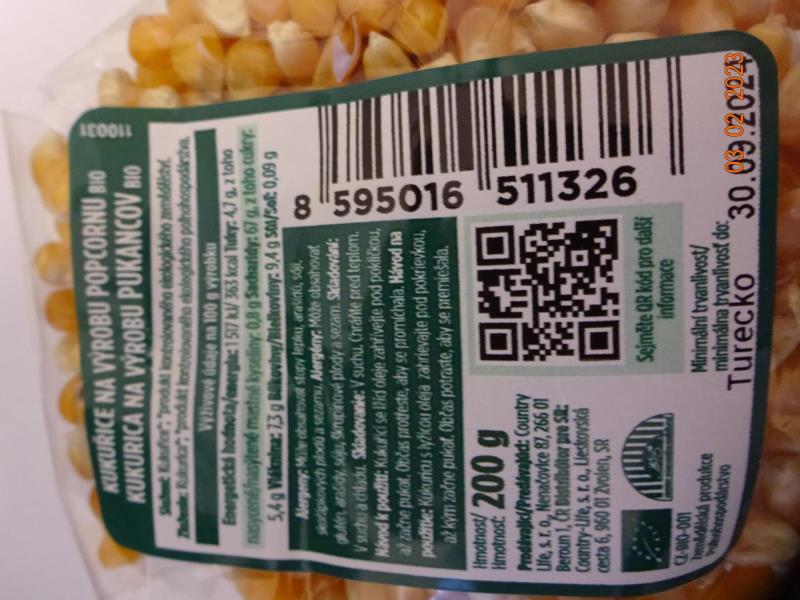 110031
KUKUŘICE NA VÝROBU POPCORNU BIO
KUKURICA NA VÝROBU PUKANCOV BIO
Složení: Kukuřice*; *produkt kontrolovaného ekologického zemědělství.
Zloženie: Kukurica*; *produkt kontrolovaného ekologického poľnohospodárstva.
Výživové údaje na 100 g výrobku
Energetická hodnota/energia: 1 517 kJ/ 363 kcal Tuky: 4,7 g, z toho
nasycené/nasýtené mastné kyseliny: 0,8 g Sacharidy: 67 g, z toho cukry:
5,4 g Vláknina: 7,3 g Bílkoviny/Bielkoviny: 9,4 g Sůl/Soľ: 0,09 g
Alergeny: Může obsahovat stopy lepku, arašídů, sóji,
skořápkových plodů a sezamu. Alergény: Môže obsahovať
glutén, arašidy, sóju, škrupinové plody a sezam. Skladování:
V suchu a chladu. Skladovanie: V suchu. Chráňte pred teplom.
Návod k použití: Kukuřici se lžící oleje zahřívejte pod pokličkou,
až začne pukat. Občas protřeste, aby se promíchala. Návod na
použitie: Kukuricu s lyžicou oleja zahrievajte pod pokrievkou,
až kým začne pukať. Občas potraste, aby sa premiešala.
8 595016 511326
Hmotnost/
Hmotnosť: 200 g
Prodávající/Predávajúci: Country
Life, s. r. o., Nenačovice 87, 266 01
Beroun 1, ČR Distribútor pre SR:
Country-Life, s. r. o., Lieskovská
cesta 6, 960 01 Zvolen, SR
Sejměte QR kód pro další
informace
CZ-BIO-001
Zemědělská produkce
Poľnohospodárstvo
Minimální trvanlivost/
minimálna trvanlivosť do: 30.09.2024
Turecko
03 02 2023